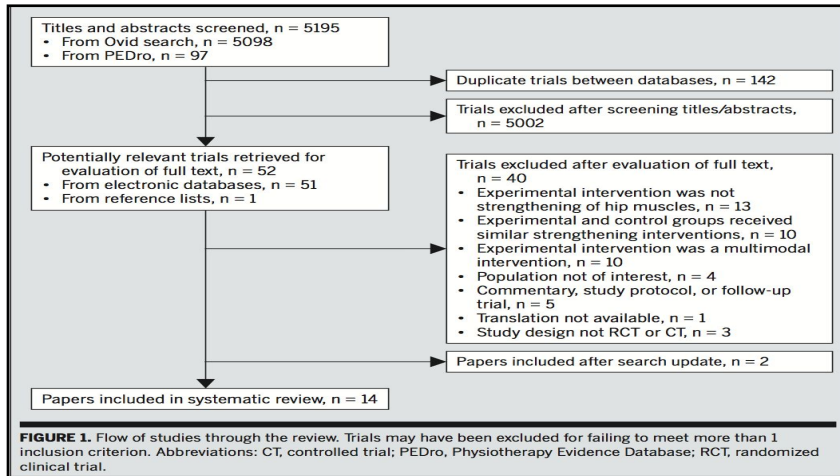 Titles and abstracts screened, n = 5195
• From Ovid search, n = 5098
• From PEDro, n = 97
Duplicate trials between databases, n = 142
Trials excluded after screening titles/abstracts,
n = 5002
Potentially relevant trials retrieved for
evaluation of full text, n = 52
• From electronic databases, n = 51
• From reference lists, n = 1
Trials excluded after evaluation of full text,
n = 40
• Experimental intervention was not
strengthening of hip muscles, n = 13
• Experimental and control groups received
similar strengthening interventions, n = 10
• Experimental intervention was a multimodal
intervention, n = 10
• Population not of interest, n = 4
• Commentary, study protocol, or follow-up
trial, n = 5
• Translation not available, n = 1
• Study design not RCT or CT, n = 3
Papers included after search update, n = 2
Papers included in systematic review, n = 14
FIGURE 1. Flow of studies through the review. Trials may have been excluded for failing to meet more than 1
inclusion criterion. Abbreviations: CT, controlled trial; PEDro, Physiotherapy Evidence Database; RCT, randomized
clinical trial.